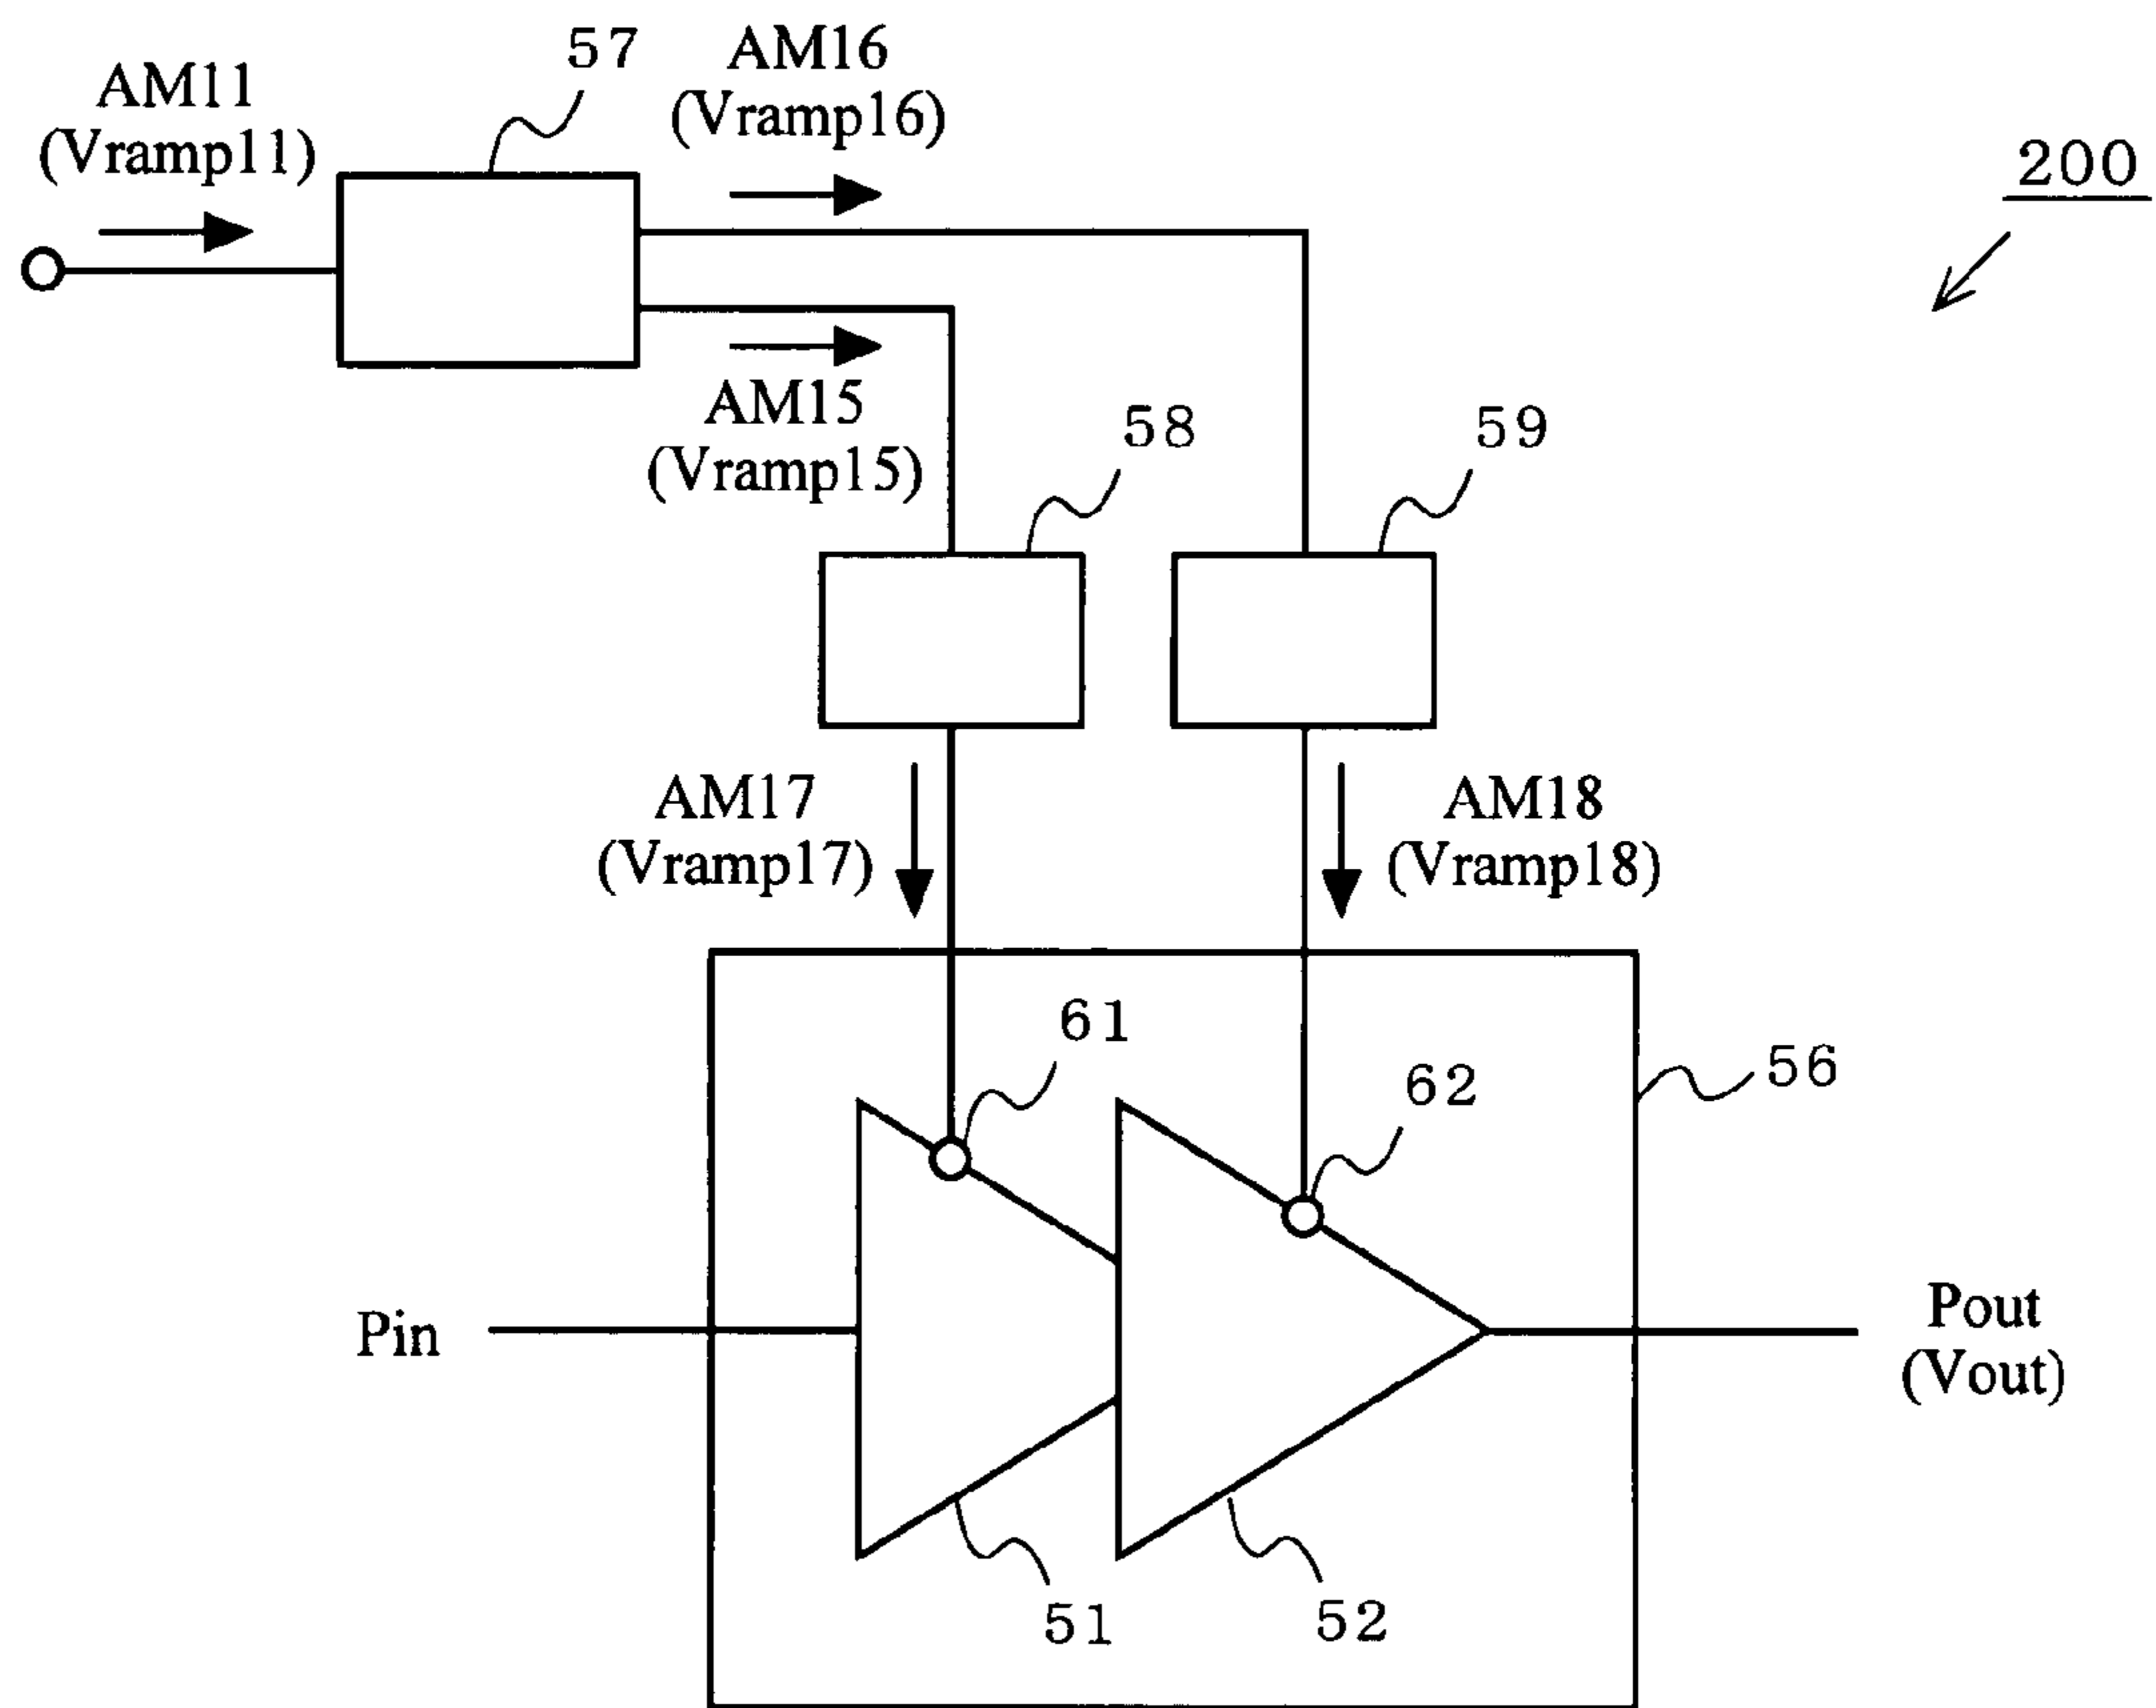 57
AM16
(Vramp16)
AM11
(Vramp11)
200
AM15
(Vramp15)
58
59
AM17
(Vramp17)
AM18
(Vramp18)
61
62
56
Pin
Pout
(Vout)
51
52